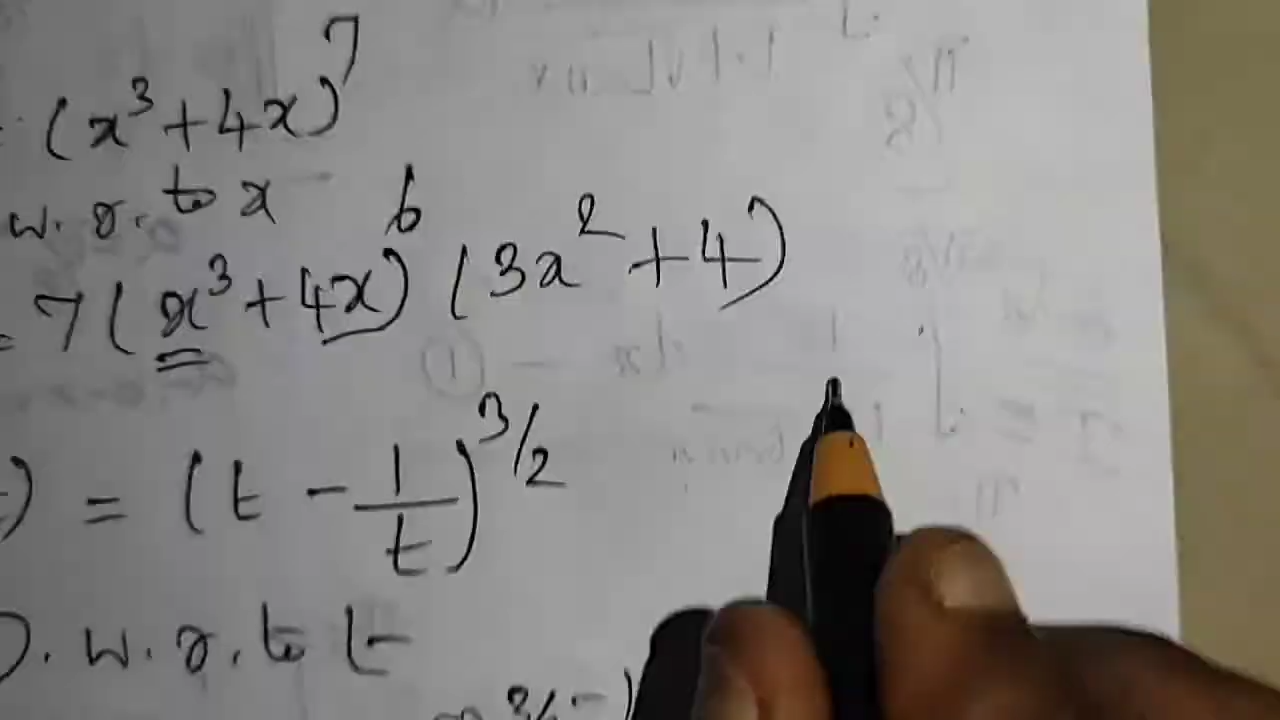 (x³+4x)⁷
w.r. to x
= 7(x³+4x)⁶ (3x²+4)
) = (t - 1/t)^3/2
D. w.r. to t